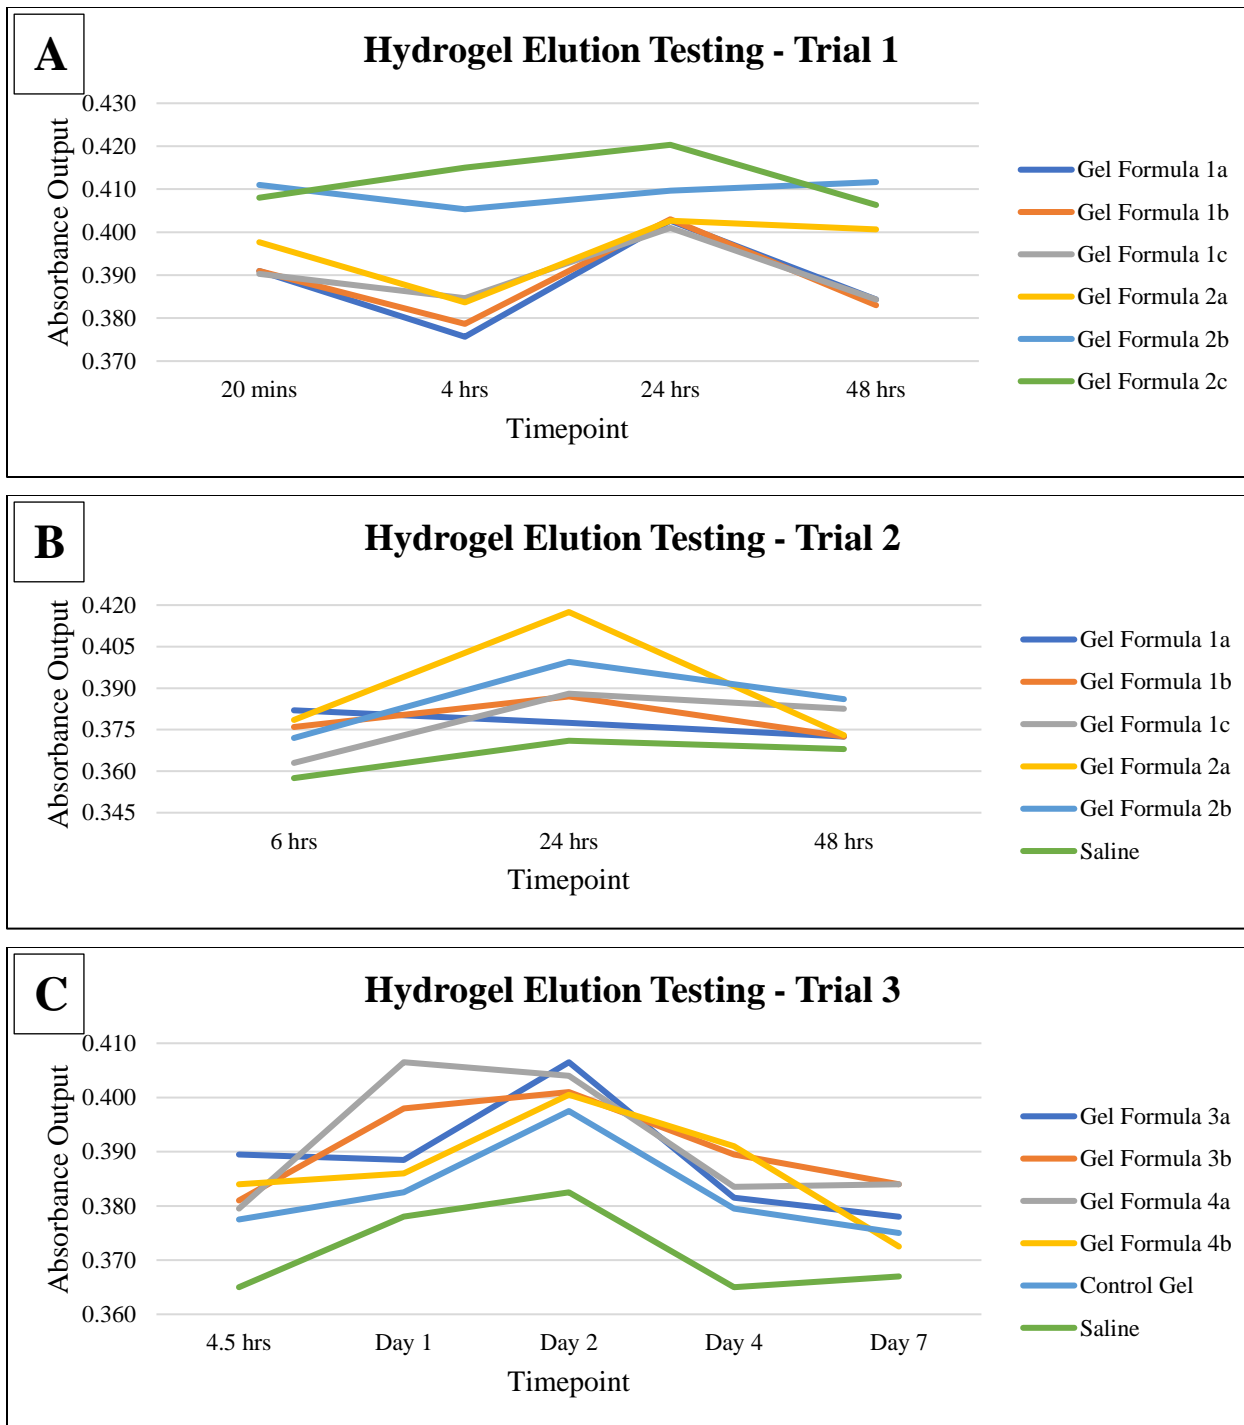 A
Hydrogel Elution Testing - Trial 1
Absorbance Output
0.430
0.420
0.410
0.400
0.390
0.380
0.370
20 mins
4 hrs
24 hrs
48 hrs
Timepoint
Gel Formula 1a
Gel Formula 1b
Gel Formula 1c
Gel Formula 2a
Gel Formula 2b
Gel Formula 2c
B
Hydrogel Elution Testing - Trial 2
Absorbance Output
0.420
0.405
0.390
0.375
0.360
0.345
6 hrs
24 hrs
48 hrs
Timepoint
Gel Formula 1a
Gel Formula 1b
Gel Formula 1c
Gel Formula 2a
Gel Formula 2b
Saline
C
Hydrogel Elution Testing - Trial 3
Absorbance Output
0.410
0.400
0.390
0.380
0.370
0.360
4.5 hrs
Day 1
Day 2
Day 4
Day 7
Timepoint
Gel Formula 3a
Gel Formula 3b
Gel Formula 4a
Gel Formula 4b
Control Gel
Saline